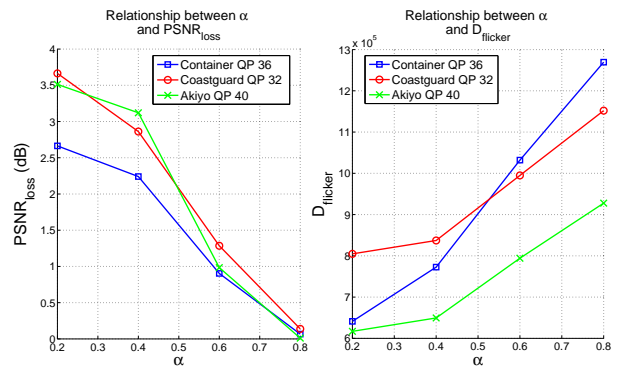 Relationship between α
and PSNR_loss
4
3.5
3
2.5
2
1.5
1
0.5
0
PSNR_loss (dB)
Container QP 36
Coastguard QP 32
Akiyo QP 40
0.2
0.3
0.4
0.5
0.6
0.7
0.8
α
Relationship between α
and D_flicker
x 10^5
13
12
11
10
9
8
7
6
D_flicker
Container QP 36
Coastguard QP 32
Akiyo QP 40
0.2
0.3
0.4
0.5
0.6
0.7
0.8
α